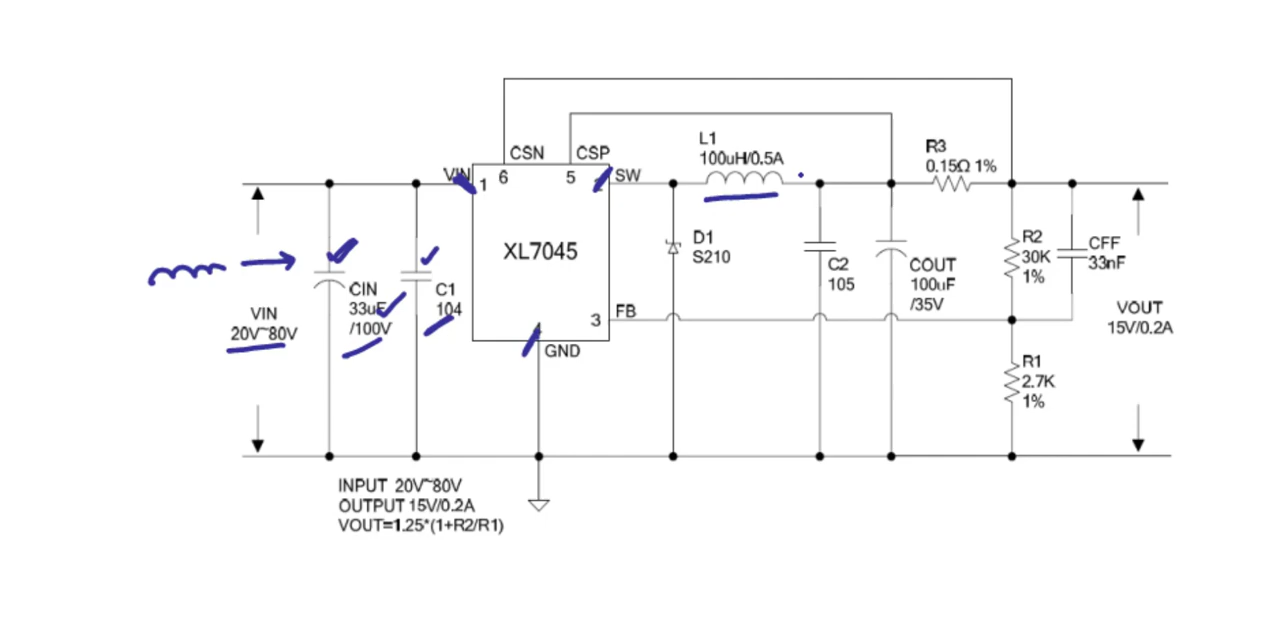 CSN
CSP
L1
100uH/0.5A
R3
0.15Ω 1%
VIN
1
6
5
SW
XL7045
D1
S210
R2
30K
1%
CFF
33nF
C2
105
COUT
100uF
/35V
CIN
33uF
/100V
C1
104
VIN
20V~80V
3
FB
VOUT
15V/0.2A
GND
R1
2.7K
1%
INPUT 20V~80V
OUTPUT 15V/0.2A
VOUT=1.25*(1+R2/R1)